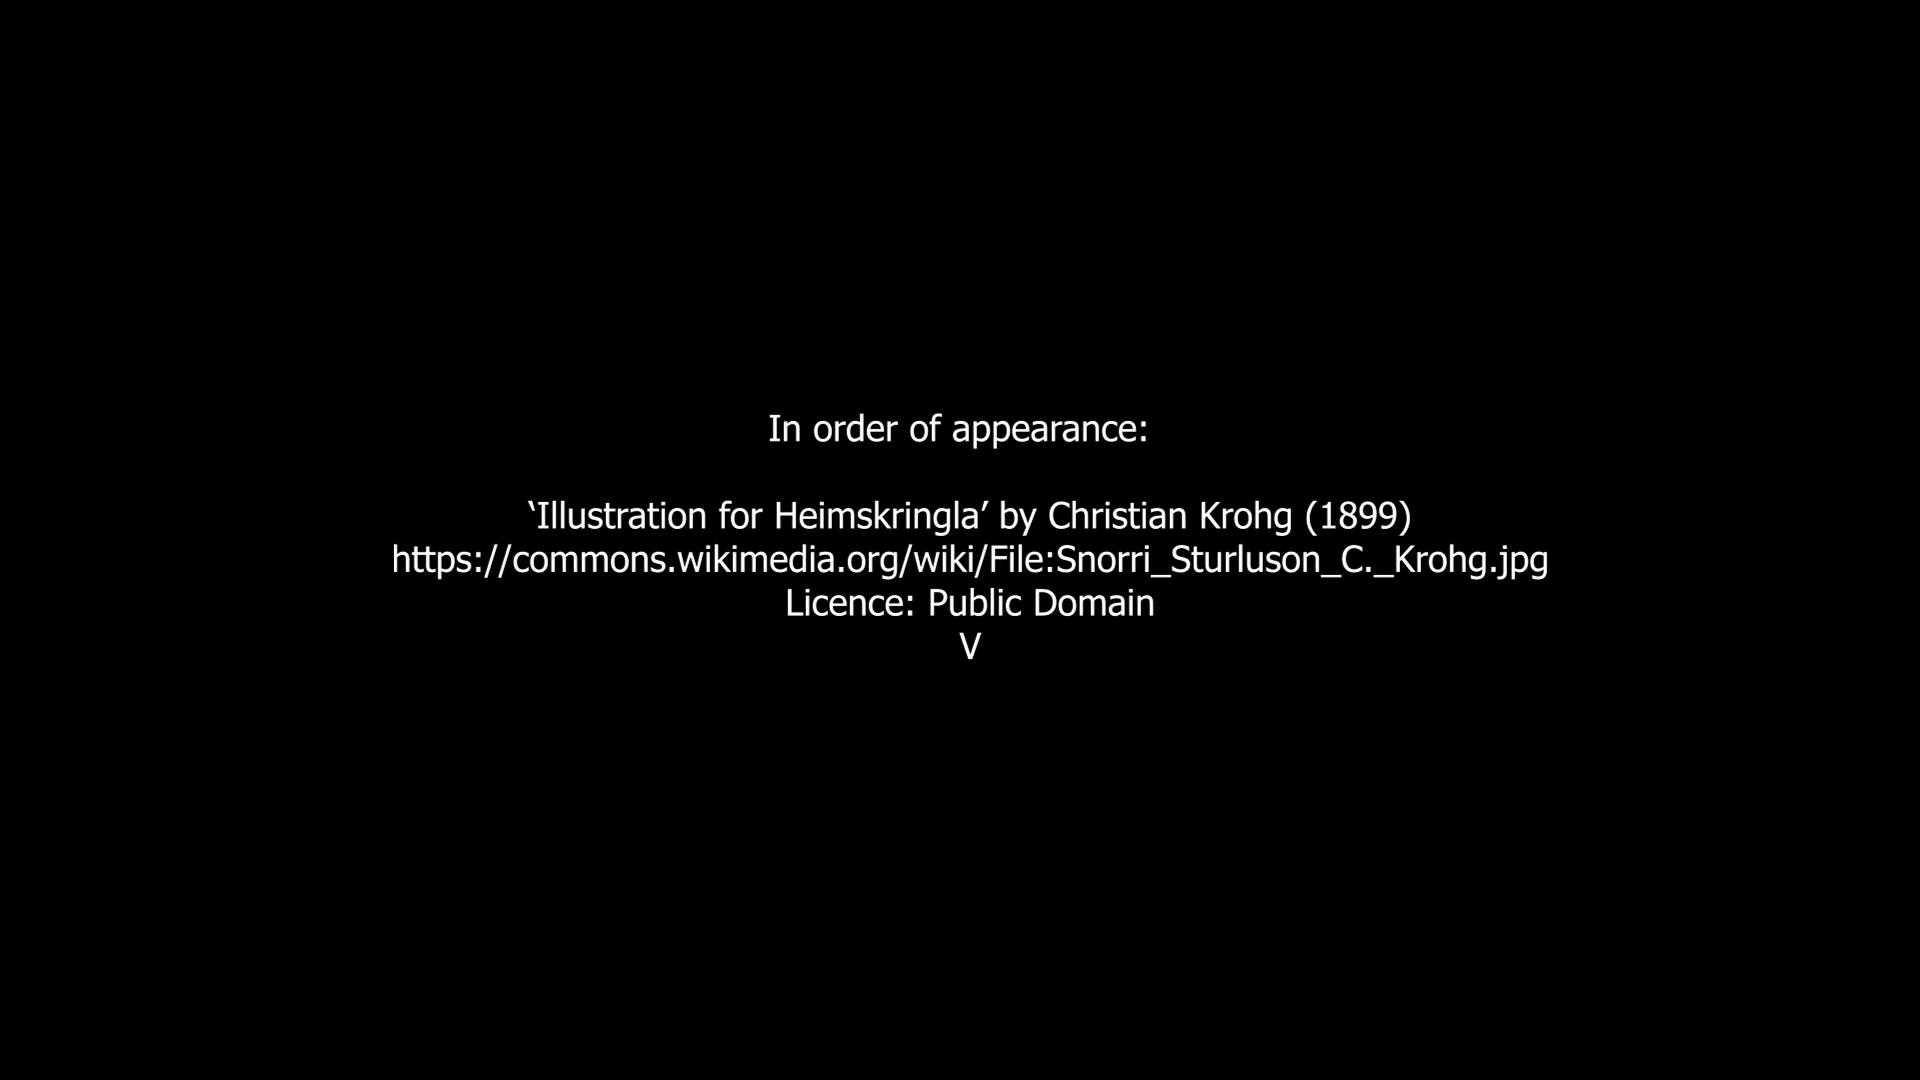 In order of appearance:
‘Illustration for Heimskringla’ by Christian Krohg (1899)
https://commons.wikimedia.org/wiki/File:Snorri_Sturluson_C._Krohg.jpg
Licence: Public Domain
V